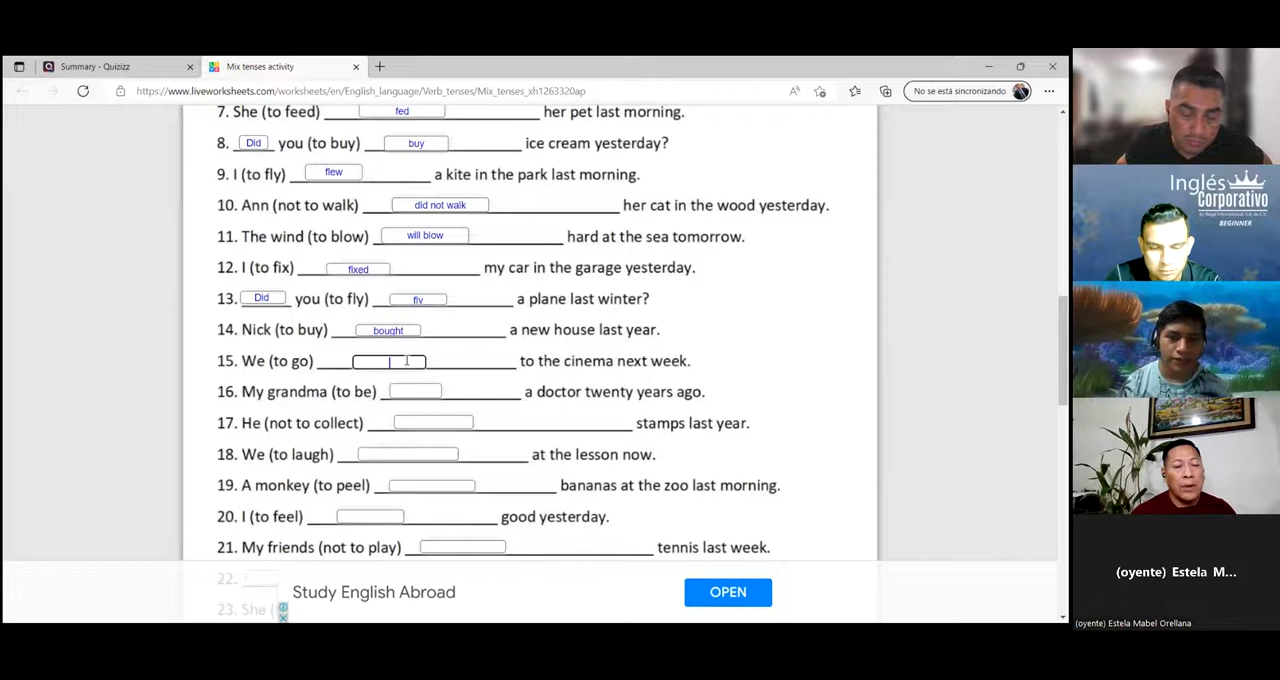 Summary - Quizizz
Mix tenses activity
https://www.liveworksheets.com/worksheets/en/English_language/Verb_tenses/Mix_tenses_xh1263320ap
No se está sincronizando
7. She (to feed) fed her pet last morning.
8. Did you (to buy) buy ice cream yesterday?
9. I (to fly) flew a kite in the park last morning.
10. Ann (not to walk) did not walk her cat in the wood yesterday.
11. The wind (to blow) will blow hard at the sea tomorrow.
12. I (to fix) fixed my car in the garage yesterday.
13. Did you (to fly) fly a plane last winter?
14. Nick (to buy) bought a new house last year.
15. We (to go) to the cinema next week.
16. My grandma (to be) a doctor twenty years ago.
17. He (not to collect) stamps last year.
18. We (to laugh) at the lesson now.
19. A monkey (to peel) bananas at the zoo last morning.
20. I (to feel) good yesterday.
21. My friends (not to play) tennis last week.
22.
23. She (t
Study English Abroad
OPEN
Inglés
Corporativo
BEGINNER
(oyente) Estela M...
(oyente) Estela Mabel Orellana